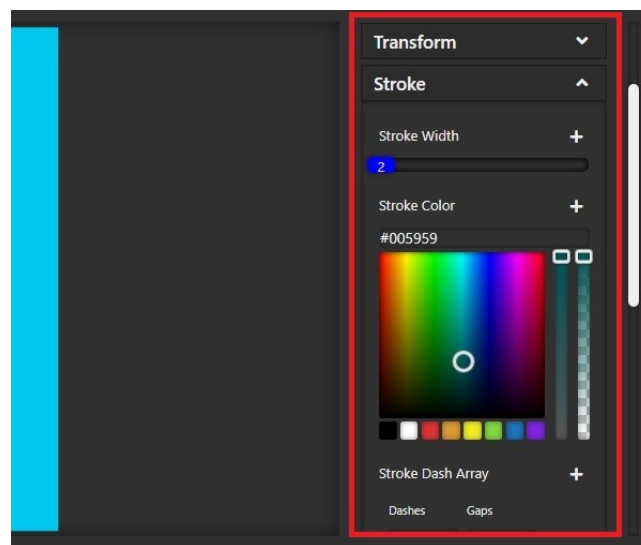 Transform
Stroke
Stroke Width
2
Stroke Color
#005959
Stroke Dash Array
Dashes Gaps